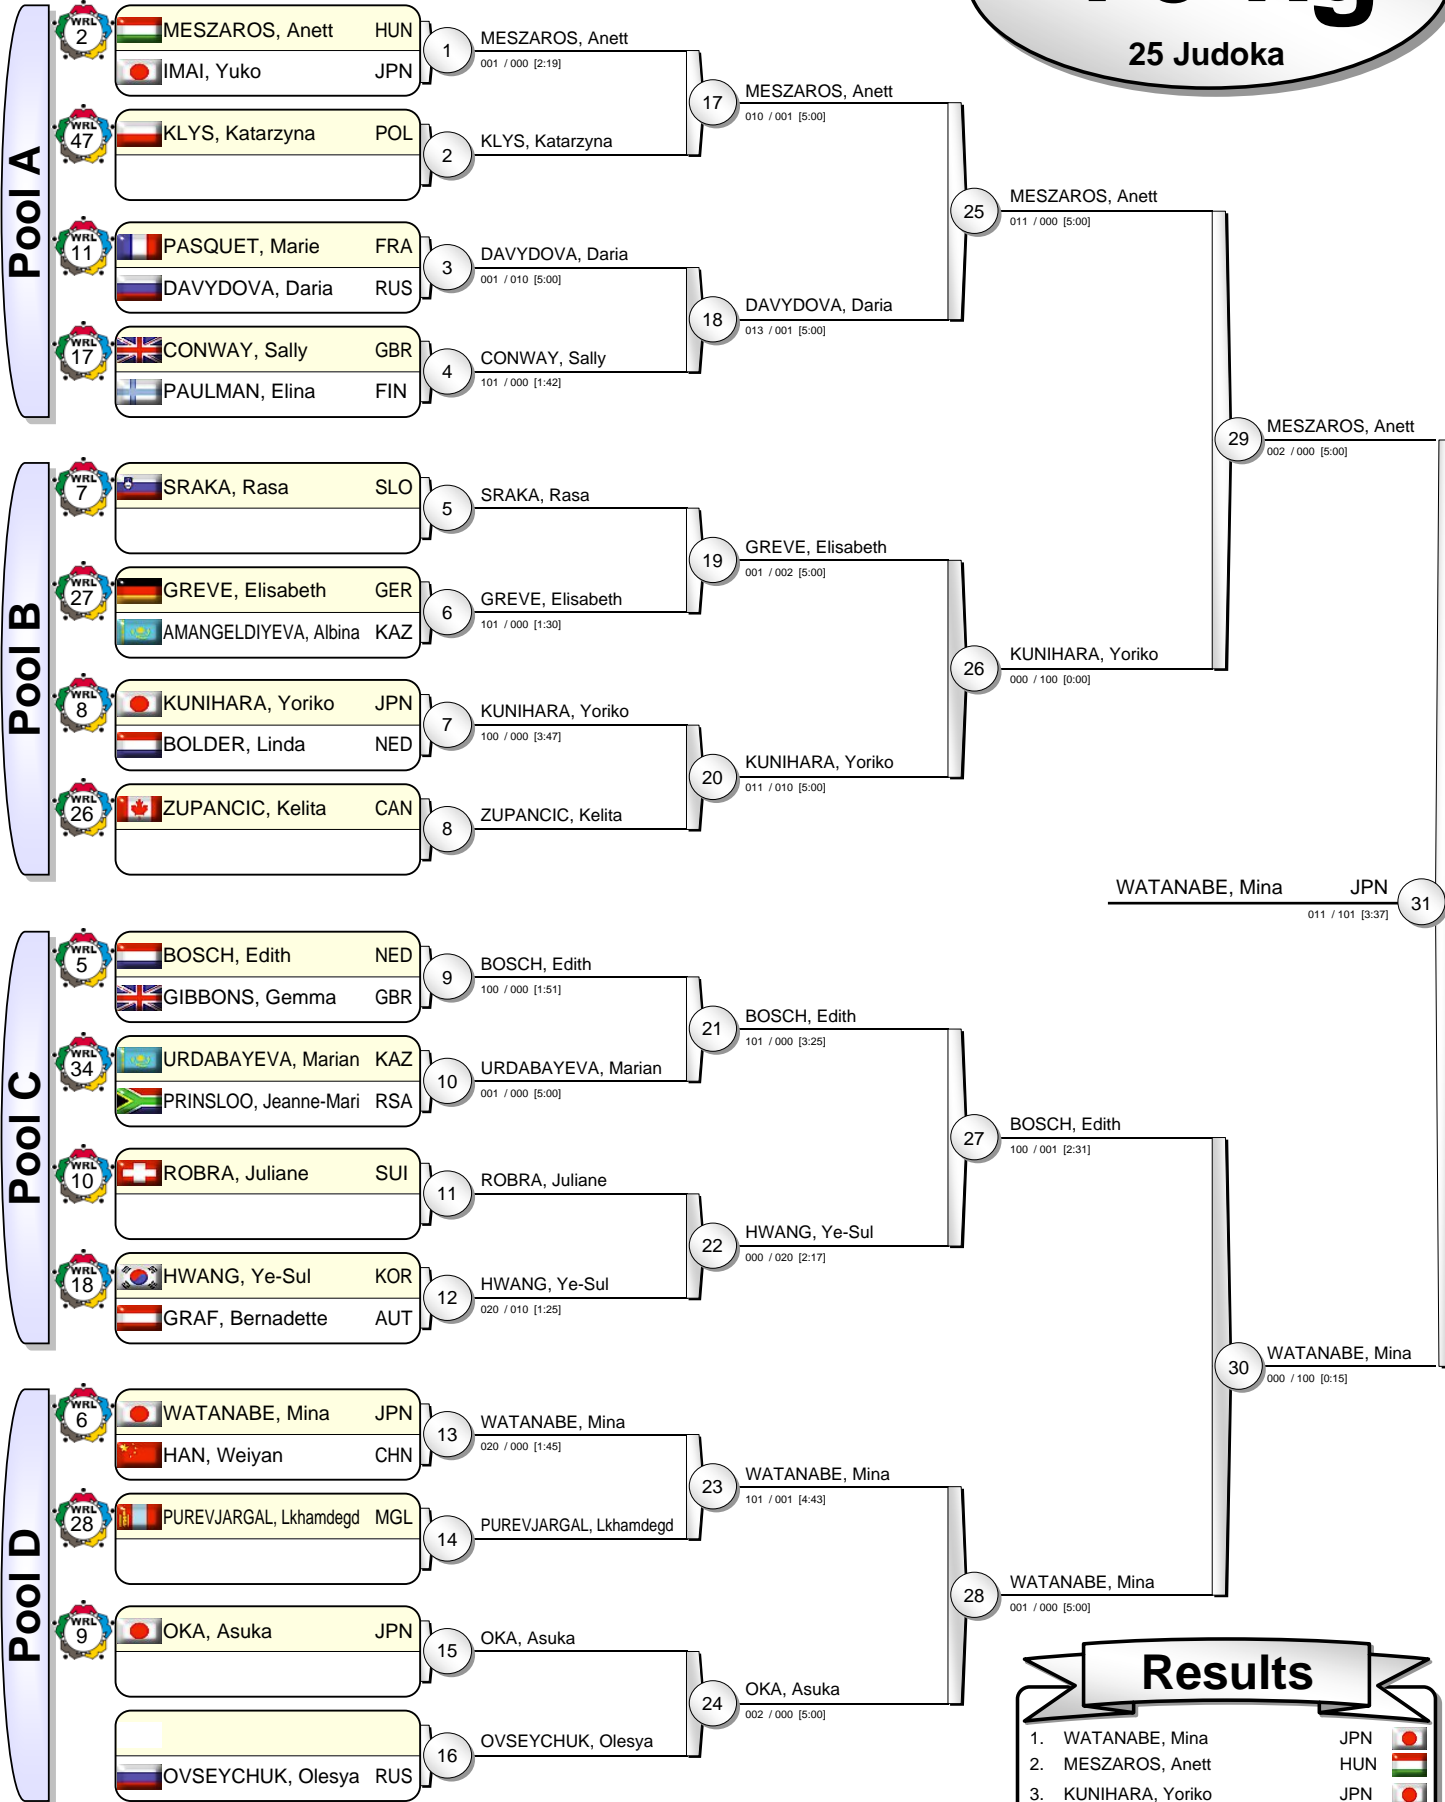 25 Judoka
Pool A
WRL 2
MESZAROS, Anett HUN
IMAI, Yuko JPN
WRL 47
KLYS, Katarzyna POL
WRL 11
PASQUET, Marie FRA
DAVYDOVA, Daria RUS
WRL 17
CONWAY, Sally GBR
PAULMAN, Elina FIN
1
MESZAROS, Anett
001 / 000 [2:19]
2
KLYS, Katarzyna
3
DAVYDOVA, Daria
001 / 010 [5:00]
4
CONWAY, Sally
101 / 000 [1:42]
17
MESZAROS, Anett
010 / 001 [5:00]
18
DAVYDOVA, Daria
013 / 001 [5:00]
25
MESZAROS, Anett
011 / 000 [5:00]
Pool B
WRL 7
SRAKA, Rasa SLO
WRL 27
GREVE, Elisabeth GER
AMANGELDIYEVA, Albina KAZ
WRL 8
KUNIHARA, Yoriko JPN
BOLDER, Linda NED
WRL 26
ZUPANCIC, Kelita CAN
5
SRAKA, Rasa
6
GREVE, Elisabeth
101 / 000 [1:30]
7
KUNIHARA, Yoriko
100 / 000 [3:47]
8
ZUPANCIC, Kelita
19
GREVE, Elisabeth
001 / 002 [5:00]
20
KUNIHARA, Yoriko
011 / 010 [5:00]
26
KUNIHARA, Yoriko
000 / 100 [0:00]
29
MESZAROS, Anett
002 / 000 [5:00]
WATANABE, Mina JPN
011 / 101 [3:37]
31
Pool C
WRL 5
BOSCH, Edith NED
GIBBONS, Gemma GBR
WRL 34
URDABAYEVA, Marian KAZ
PRINSLOO, Jeanne-Mari RSA
WRL 10
ROBRA, Juliane SUI
WRL 18
HWANG, Ye-Sul KOR
GRAF, Bernadette AUT
9
BOSCH, Edith
100 / 000 [1:51]
10
URDABAYEVA, Marian
001 / 000 [5:00]
11
ROBRA, Juliane
12
HWANG, Ye-Sul
020 / 010 [1:25]
21
BOSCH, Edith
101 / 000 [3:25]
22
HWANG, Ye-Sul
000 / 020 [2:17]
27
BOSCH, Edith
100 / 001 [2:31]
Pool D
WRL 6
WATANABE, Mina JPN
HAN, Weiyan CHN
WRL 28
PUREVJARGAL, Lkhamdegd MGL
WRL 9
OKA, Asuka JPN
OVSEYCHUK, Olesya RUS
13
WATANABE, Mina
020 / 000 [1:45]
14
PUREVJARGAL, Lkhamdegd
15
OKA, Asuka
16
OVSEYCHUK, Olesya
23
WATANABE, Mina
101 / 001 [4:43]
24
OKA, Asuka
002 / 000 [5:00]
28
WATANABE, Mina
001 / 000 [5:00]
30
WATANABE, Mina
000 / 100 [0:15]
Results
1. WATANABE, Mina JPN
2. MESZAROS, Anett HUN
3. KUNIHARA, Yoriko JPN